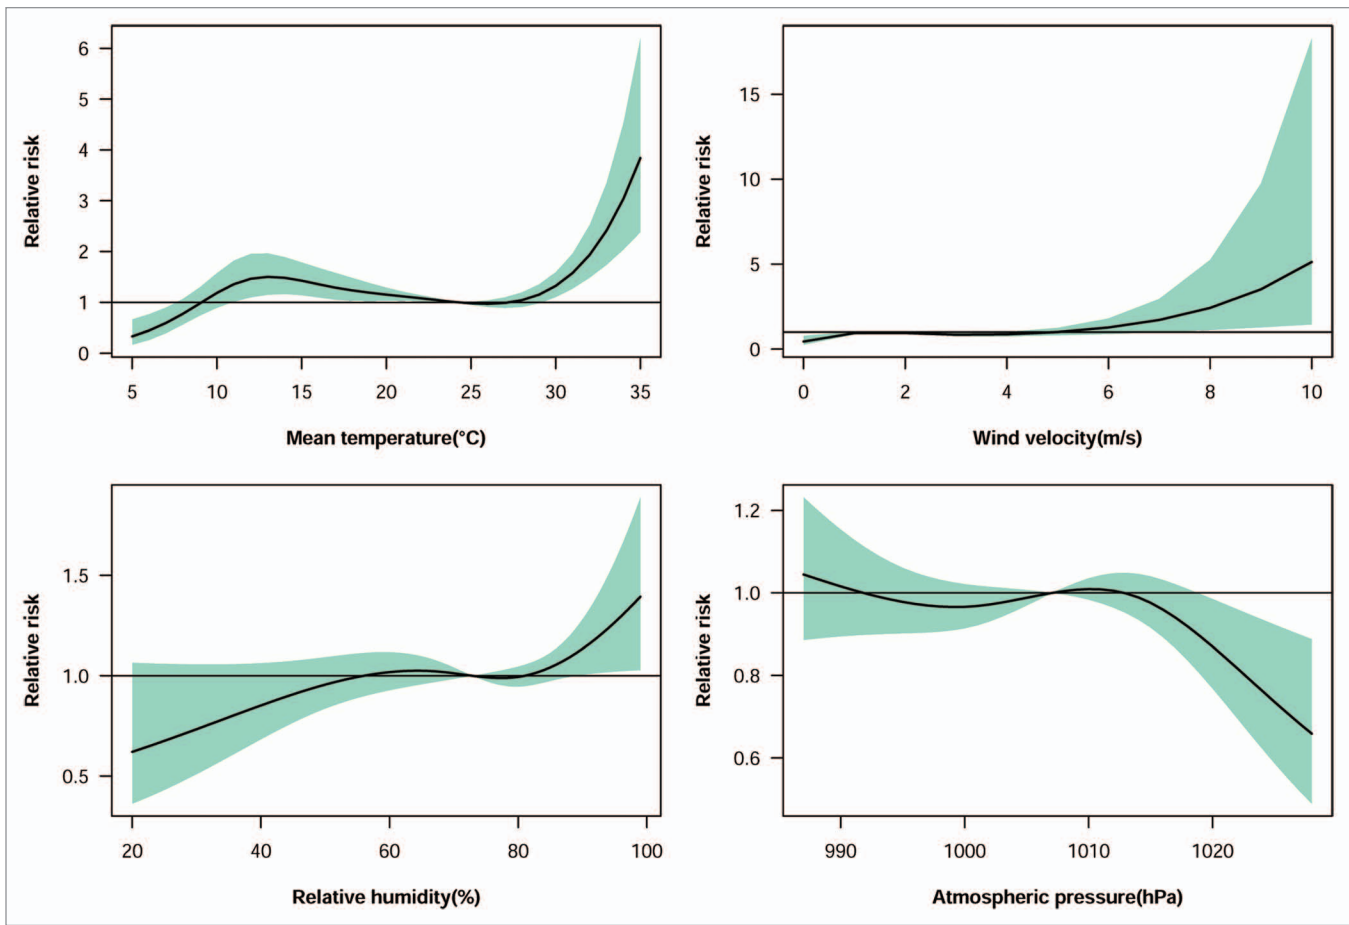 Relative risk
6
5
4
3
2
1
0
5 10 15 20 25 30 35
Mean temperature(°C)
Relative risk
15
10
5
0
0 2 4 6 8 10
Wind velocity(m/s)
Relative risk
1.5
1.0
0.5
20 40 60 80 100
Relative humidity(%)
Relative risk
1.2
1.0
0.8
0.6
990 1000 1010 1020
Atmospheric pressure(hPa)